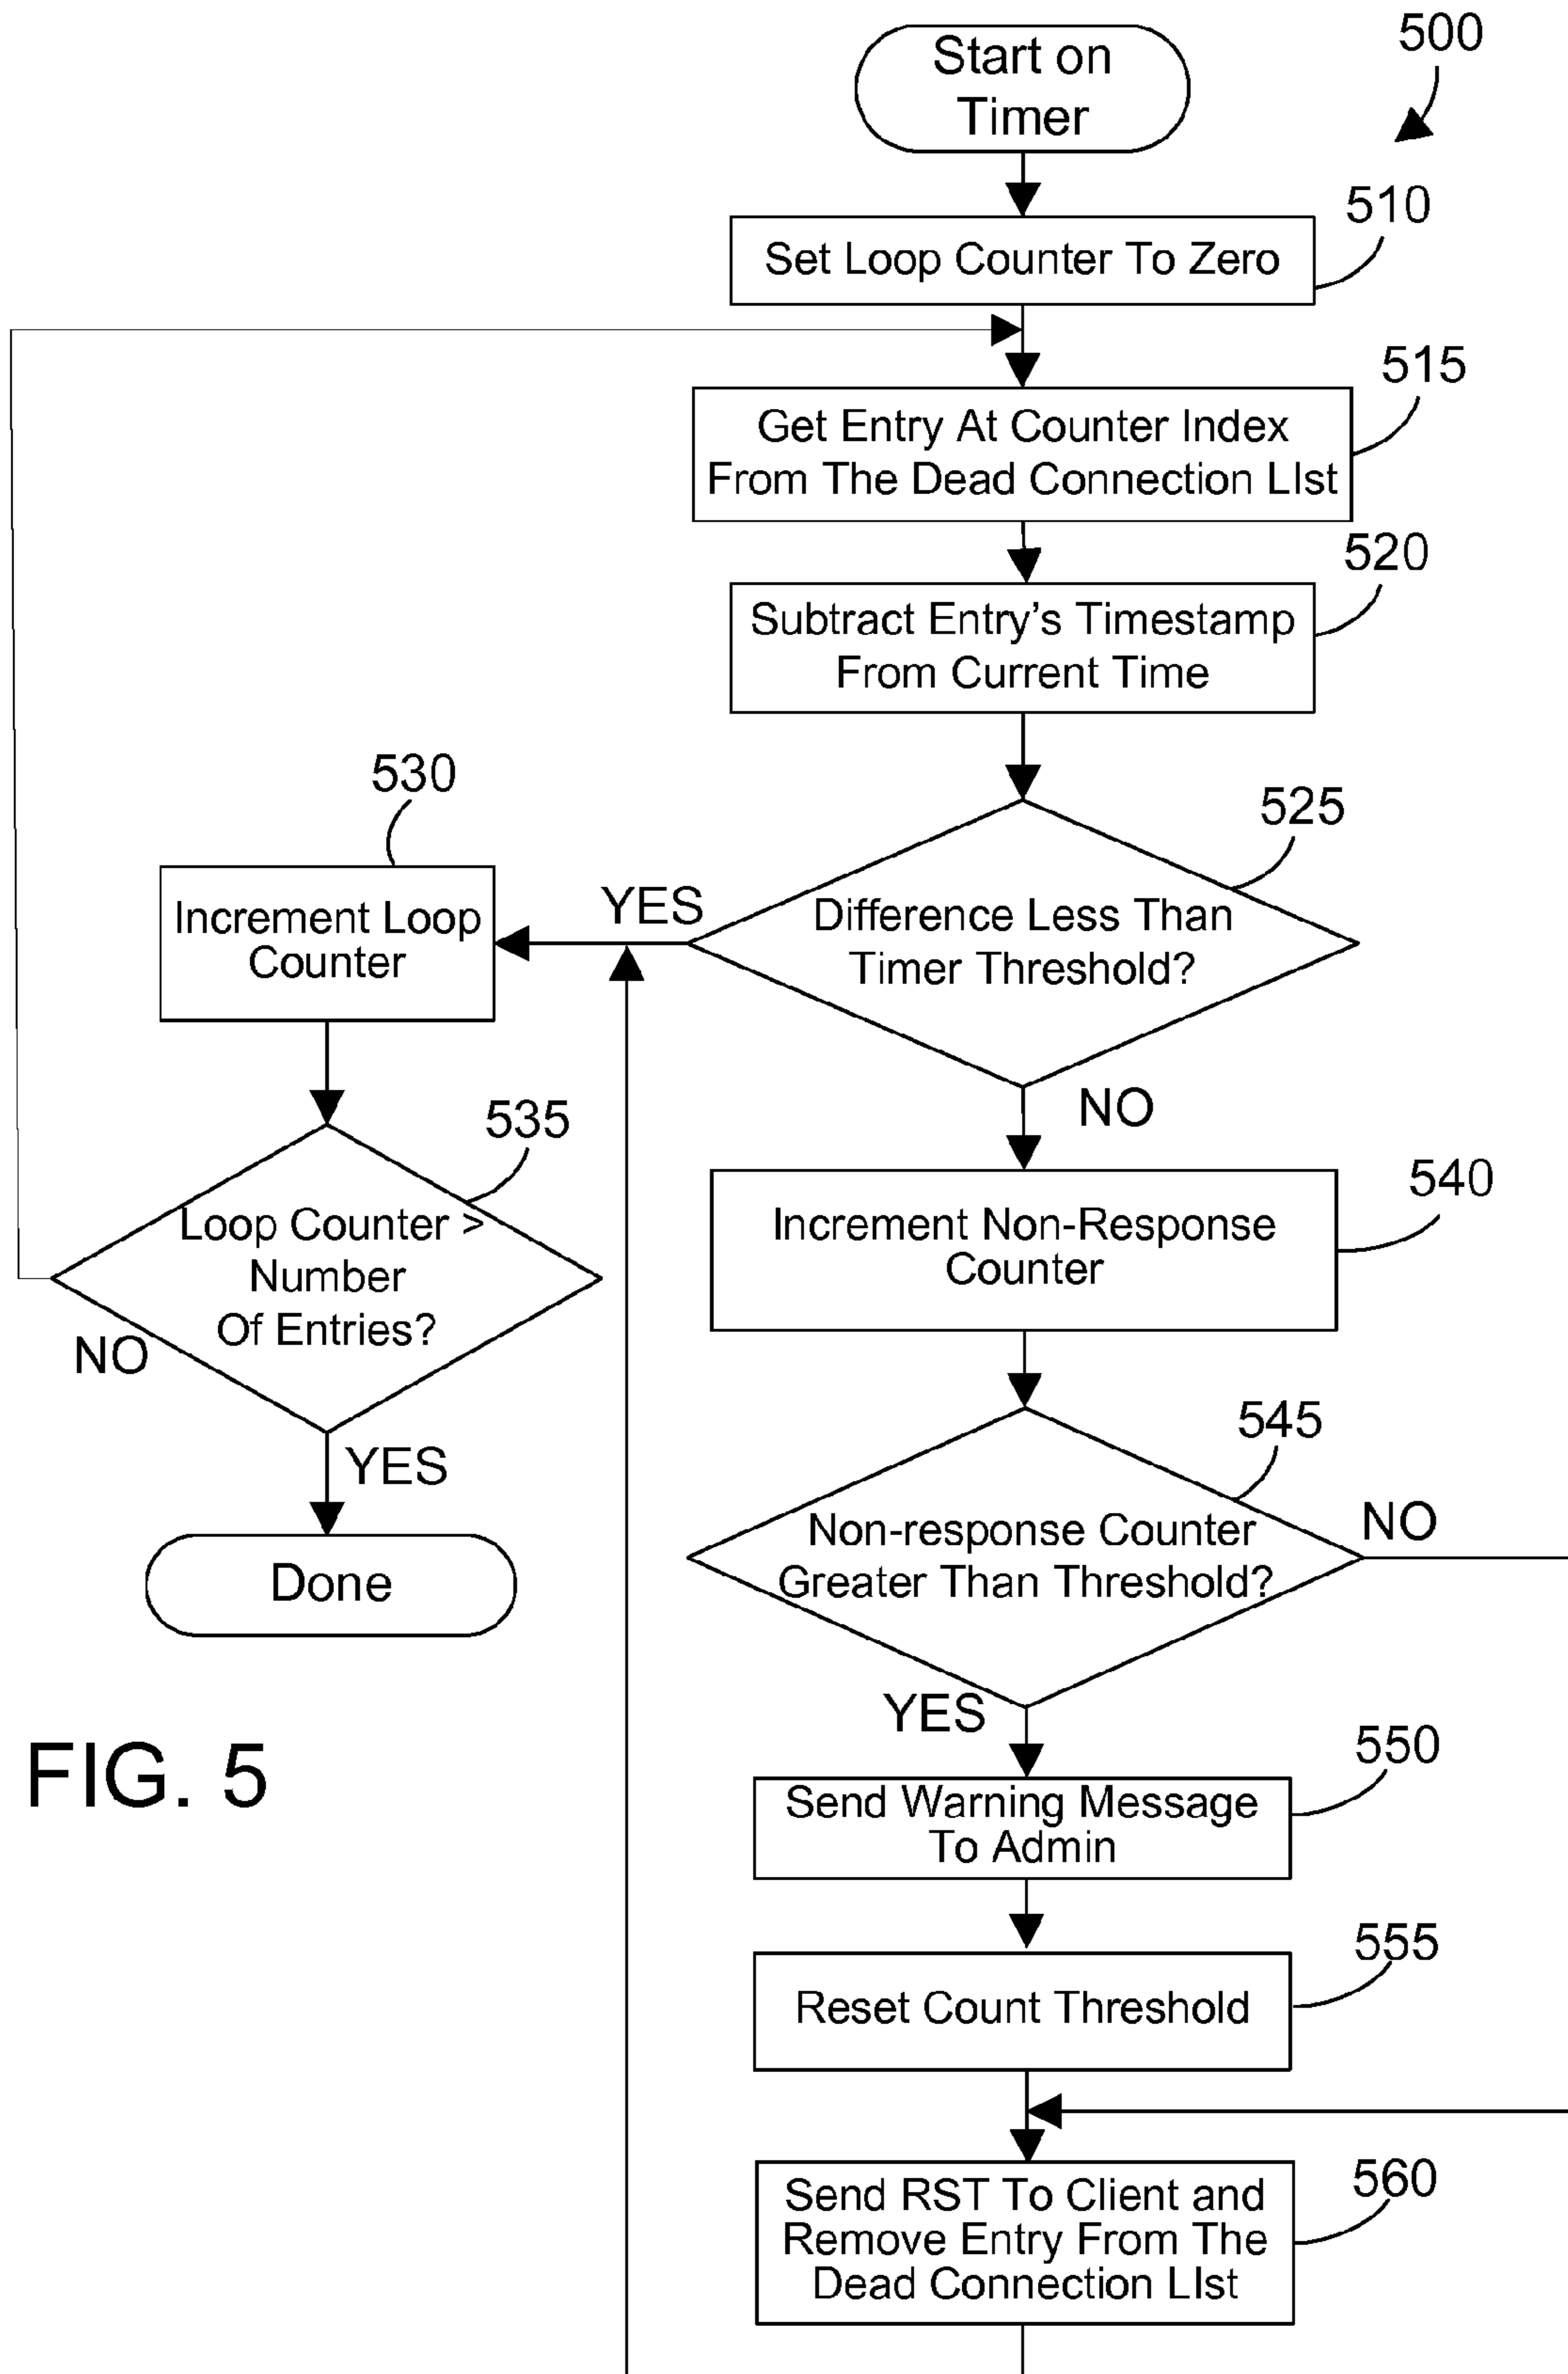 Start on
Timer
500
510
Set Loop Counter To Zero
515
Get Entry At Counter Index
From The Dead Connection LIst
520
Subtract Entry's Timestamp
From Current Time
525
Difference Less Than
Timer Threshold?
YES
530
Increment Loop
Counter
535
Loop Counter >
Number
Of Entries?
NO
YES
Done
NO
540
Increment Non-Response
Counter
545
Non-response Counter
Greater Than Threshold?
NO
YES
550
Send Warning Message
To Admin
555
Reset Count Threshold
560
Send RST To Client and
Remove Entry From The
Dead Connection LIst
FIG. 5